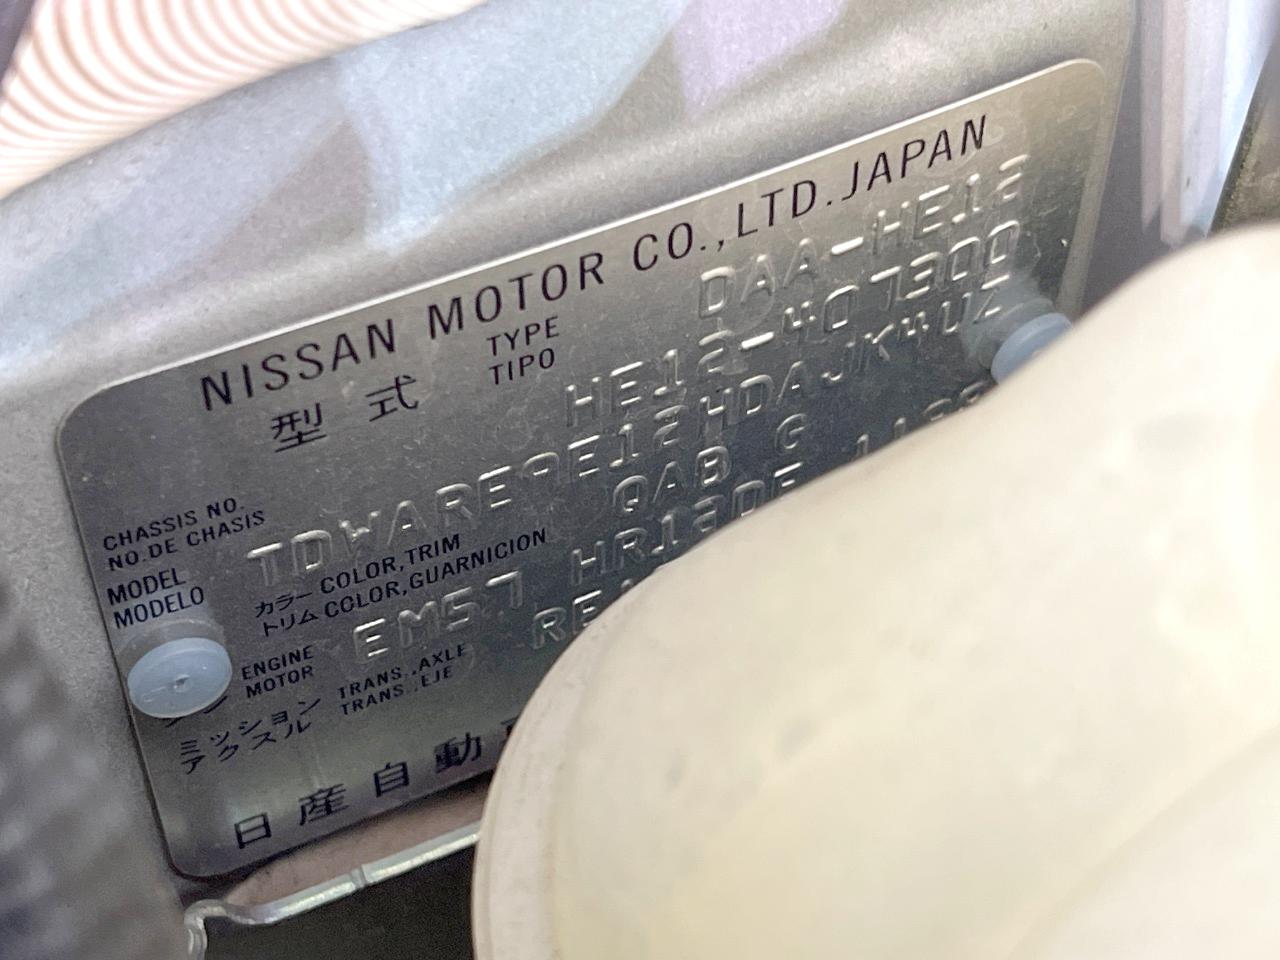 NISSAN MOTOR CO.,LTD.JAPAN
型式 TYPE TIPO DAA-HE12
CHASSIS NO. NO.DE CHASIS HE12-407300
MODEL MODELO TDWARE
カラー COLOR,TRIM トリム COLOR,GUARNICION QAB G
ENGINE MOTOR EM57 HR12DE
ミッション TRANS.,AXLE アクスル TRANS.,EJE
日産自動